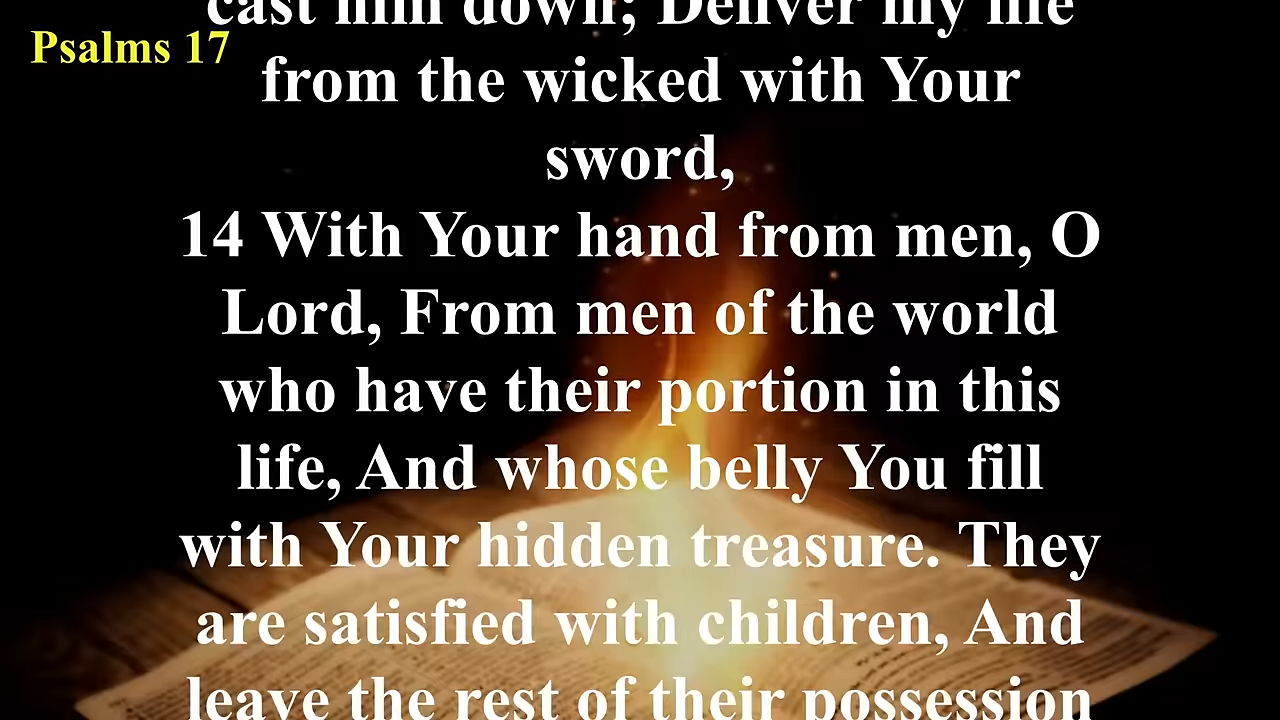 cast him down; Deliver my life
Psalms 17
from the wicked with Your
sword,
14 With Your hand from men, O
Lord, From men of the world
who have their portion in this
life, And whose belly You fill
with Your hidden treasure. They
are satisfied with children, And
leave the rest of their possession